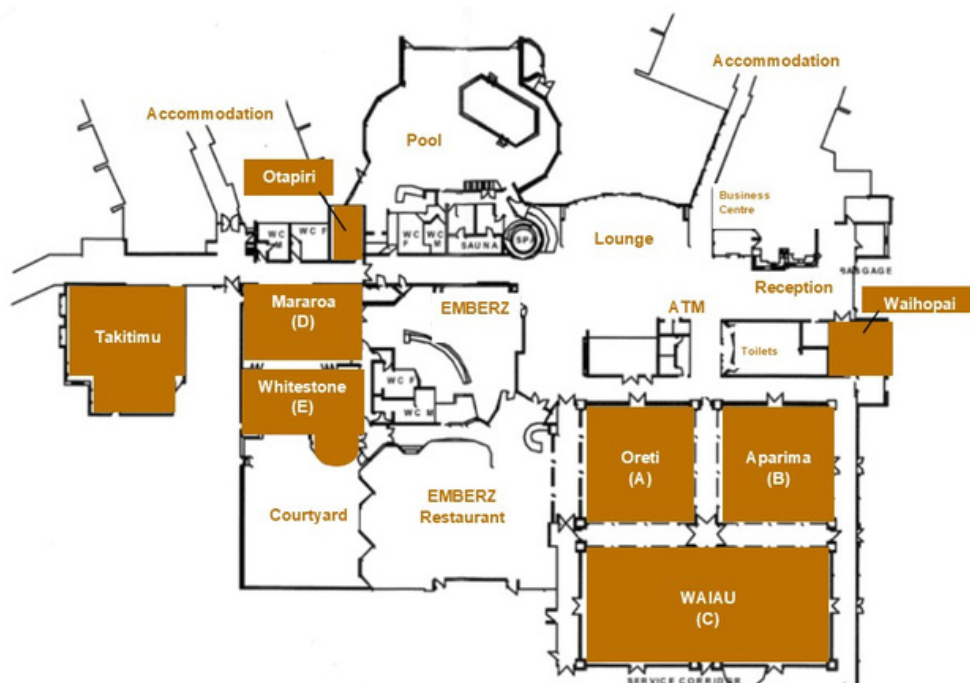 Accommodation
Accommodation
Pool
Otapiri
Business
Centre
WC
M
WC F
WC
F
WC
M
SAUNA
SPA
Lounge
BAGGAGE
Reception
Mararoa
(D)
EMBERZ
ATM
Waihopai
Takitimu
Toilets
Whitestone
(E)
WC F
WC M
Oreti
(A)
Aparima
(B)
Courtyard
EMBERZ
Restaurant
WAIAU
(C)
SERVICE CORRIDOR